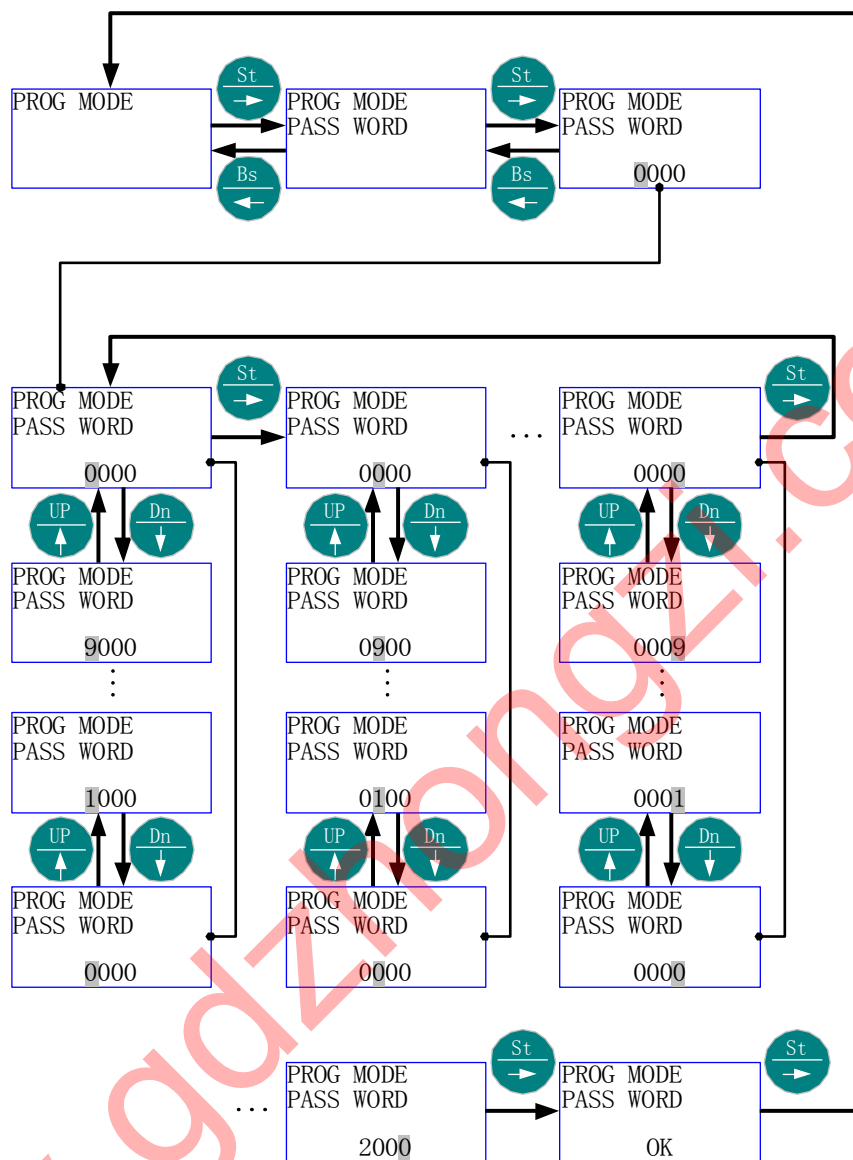 St
St
PROG MODE
PROG MODE
PASS WORD
PROG MODE
PASS WORD
0000
Bs
Bs
St
St
PROG MODE
PASS WORD
0000
PROG MODE
PASS WORD
0000
...
PROG MODE
PASS WORD
0000
UP
Dn
UP
Dn
UP
Dn
PROG MODE
PASS WORD
9000
PROG MODE
PASS WORD
0900
PROG MODE
PASS WORD
0009
PROG MODE
PASS WORD
1000
PROG MODE
PASS WORD
0100
PROG MODE
PASS WORD
0001
UP
Dn
UP
Dn
UP
Dn
PROG MODE
PASS WORD
0000
PROG MODE
PASS WORD
0000
PROG MODE
PASS WORD
0000
St
St
...
PROG MODE
PASS WORD
2000
PROG MODE
PASS WORD
OK
gdzhongzi.c